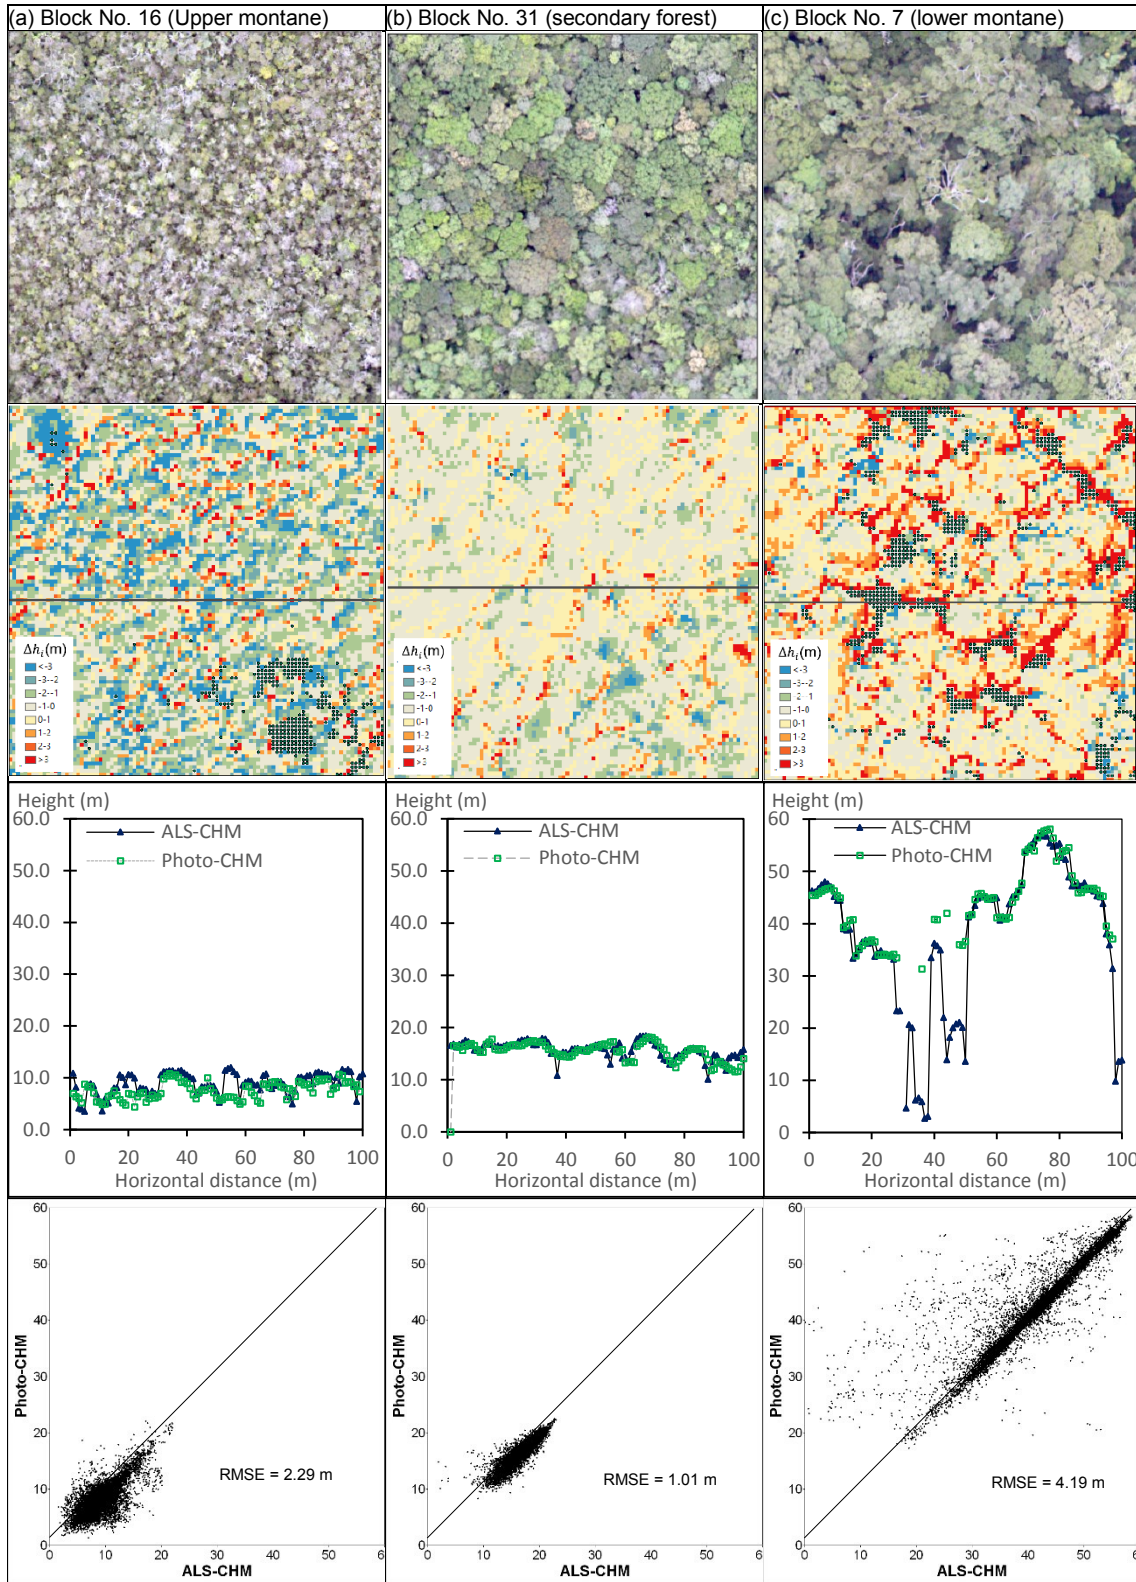 (a) Block No. 16 (Upper montane)
(b) Block No. 31 (secondary forest)
(c) Block No. 7 (lower montane)
Δhᵢ(m)
<-3
-3--2
-2--1
-1-0
0-1
1-2
2-3
>3
Δhᵢ(m)
<-3
-3--2
-2--1
-1-0
0-1
1-2
2-3
>3
Δhᵢ(m)
<-3
-3--2
-2--1
-1-0
0-1
1-2
2-3
>3
Height (m)
60.0
50.0
40.0
30.0
20.0
10.0
0.0
ALS-CHM
Photo-CHM
0 20 40 60 80 100
Horizontal distance (m)
Height (m)
60.0
50.0
40.0
30.0
20.0
10.0
0.0
ALS-CHM
Photo-CHM
0 20 40 60 80 100
Horizontal distance (m)
Height (m)
60
50
40
30
20
10
0
ALS-CHM
Photo-CHM
0 20 40 60 80 100
Horizontal distance (m)
60
50
40
30
20
10
0
Photo-CHM
RMSE = 2.29 m
0 10 20 30 40 50 6
ALS-CHM
60
50
40
30
20
10
0
Photo-CHM
RMSE = 1.01 m
0 10 20 30 40 50 6
ALS-CHM
60
50
40
30
20
10
0
Photo-CHM
RMSE = 4.19 m
0 10 20 30 40 50 60
ALS-CHM